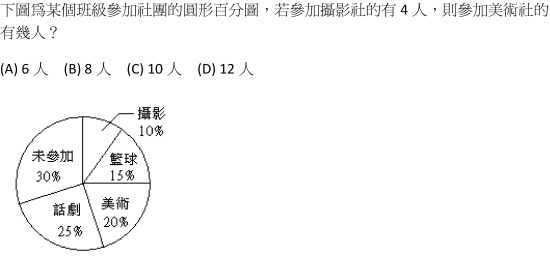 下圖為某個班級參加社團的圓形百分圖，若參加攝影社的有 4 人，則參加美術社的
有幾人？
(A) 6 人 (B) 8 人 (C) 10 人 (D) 12 人
攝影
10%
籃球
15%
未參加
30%
美術
20%
話劇
25%